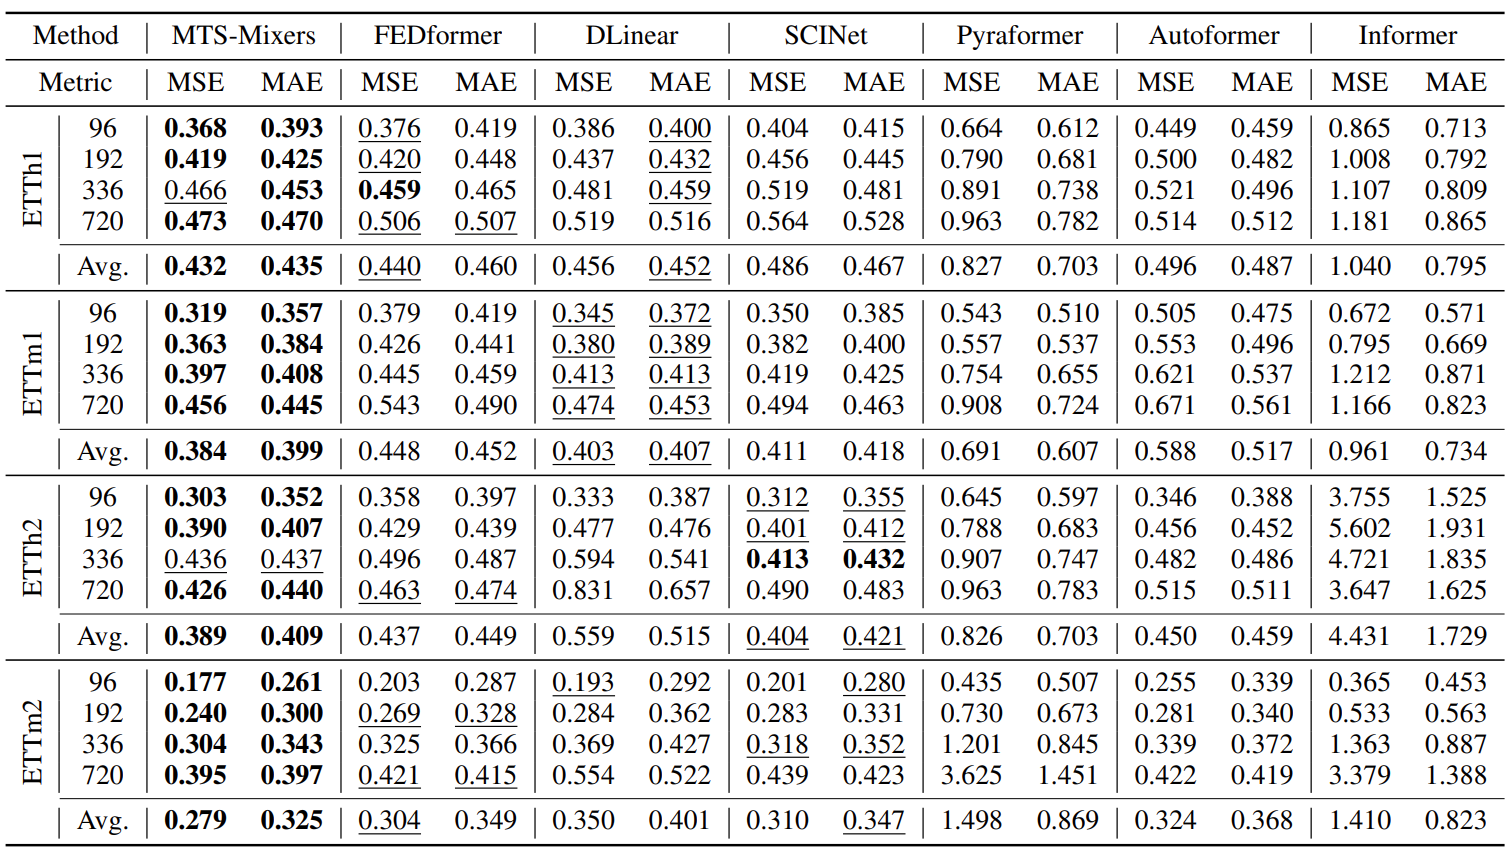 Method MTS-Mixers FEDformer DLinear SCINet Pyraformer Autoformer Informer
Metric MSE MAE MSE MAE MSE MAE MSE MAE MSE MAE MSE MAE MSE MAE
ETTh1
96 0.368 0.393 0.376 0.419 0.386 0.400 0.404 0.415 0.664 0.612 0.449 0.459 0.865 0.713
192 0.419 0.425 0.420 0.448 0.437 0.432 0.456 0.445 0.790 0.681 0.500 0.482 1.008 0.792
336 0.466 0.453 0.459 0.465 0.481 0.459 0.519 0.481 0.891 0.738 0.521 0.496 1.107 0.809
720 0.473 0.470 0.506 0.507 0.519 0.516 0.564 0.528 0.963 0.782 0.514 0.512 1.181 0.865
Avg. 0.432 0.435 0.440 0.460 0.456 0.452 0.486 0.467 0.827 0.703 0.496 0.487 1.040 0.795
ETTm1
96 0.319 0.357 0.379 0.419 0.345 0.372 0.350 0.385 0.543 0.510 0.505 0.475 0.672 0.571
192 0.363 0.384 0.426 0.441 0.380 0.389 0.382 0.400 0.557 0.537 0.553 0.496 0.795 0.669
336 0.397 0.408 0.445 0.459 0.413 0.413 0.419 0.425 0.754 0.655 0.621 0.537 1.212 0.871
720 0.456 0.445 0.543 0.490 0.474 0.453 0.494 0.463 0.908 0.724 0.671 0.561 1.166 0.823
Avg. 0.384 0.399 0.448 0.452 0.403 0.407 0.411 0.418 0.691 0.607 0.588 0.517 0.961 0.734
ETTh2
96 0.303 0.352 0.358 0.397 0.333 0.387 0.312 0.355 0.645 0.597 0.346 0.388 3.755 1.525
192 0.390 0.407 0.429 0.439 0.477 0.476 0.401 0.412 0.788 0.683 0.456 0.452 5.602 1.931
336 0.436 0.437 0.496 0.487 0.594 0.541 0.413 0.432 0.907 0.747 0.482 0.486 4.721 1.835
720 0.426 0.440 0.463 0.474 0.831 0.657 0.490 0.483 0.963 0.783 0.515 0.511 3.647 1.625
Avg. 0.389 0.409 0.437 0.449 0.559 0.515 0.404 0.421 0.826 0.703 0.450 0.459 4.431 1.729
ETTm2
96 0.177 0.261 0.203 0.287 0.193 0.292 0.201 0.280 0.435 0.507 0.255 0.339 0.365 0.453
192 0.240 0.300 0.269 0.328 0.284 0.362 0.283 0.331 0.730 0.673 0.281 0.340 0.533 0.563
336 0.304 0.343 0.325 0.366 0.369 0.427 0.318 0.352 1.201 0.845 0.339 0.372 1.363 0.887
720 0.395 0.397 0.421 0.415 0.554 0.522 0.439 0.423 3.625 1.451 0.422 0.419 3.379 1.388
Avg. 0.279 0.325 0.304 0.349 0.350 0.401 0.310 0.347 1.498 0.869 0.324 0.368 1.410 0.823